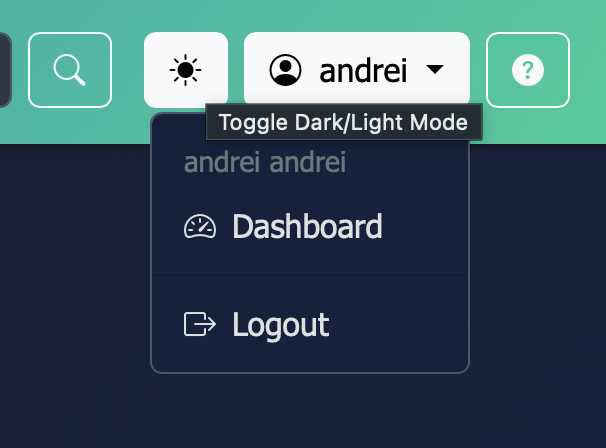 andrei
?
Toggle Dark/Light Mode
andrei andrei
Dashboard
Logout